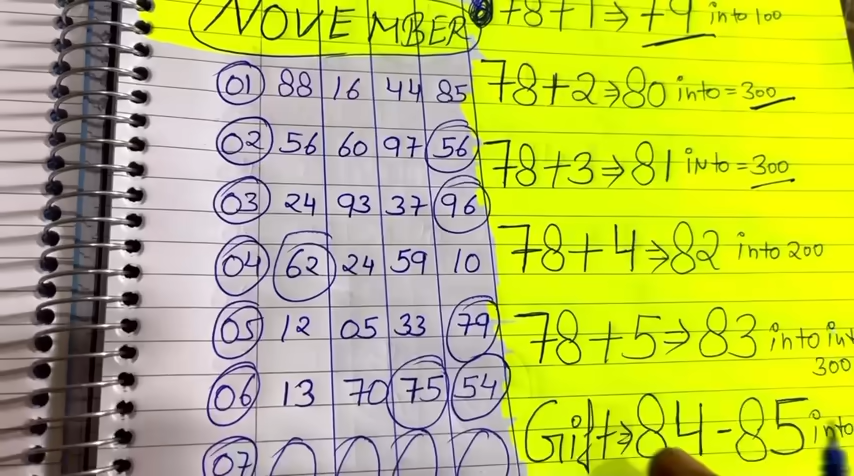 NOVEMBER
01 88 16 44 85
02 56 60 97 56
03 24 93 37 96
04 62 24 59 10
05 12 05 33 79
06 13 70 75 54
07
78+1⇒79 into 100
78+2⇒80 into=300
78+3⇒81 into=300
78+4⇒82 into 200
78+5⇒83 into int
300
Gift⇒84-85 into